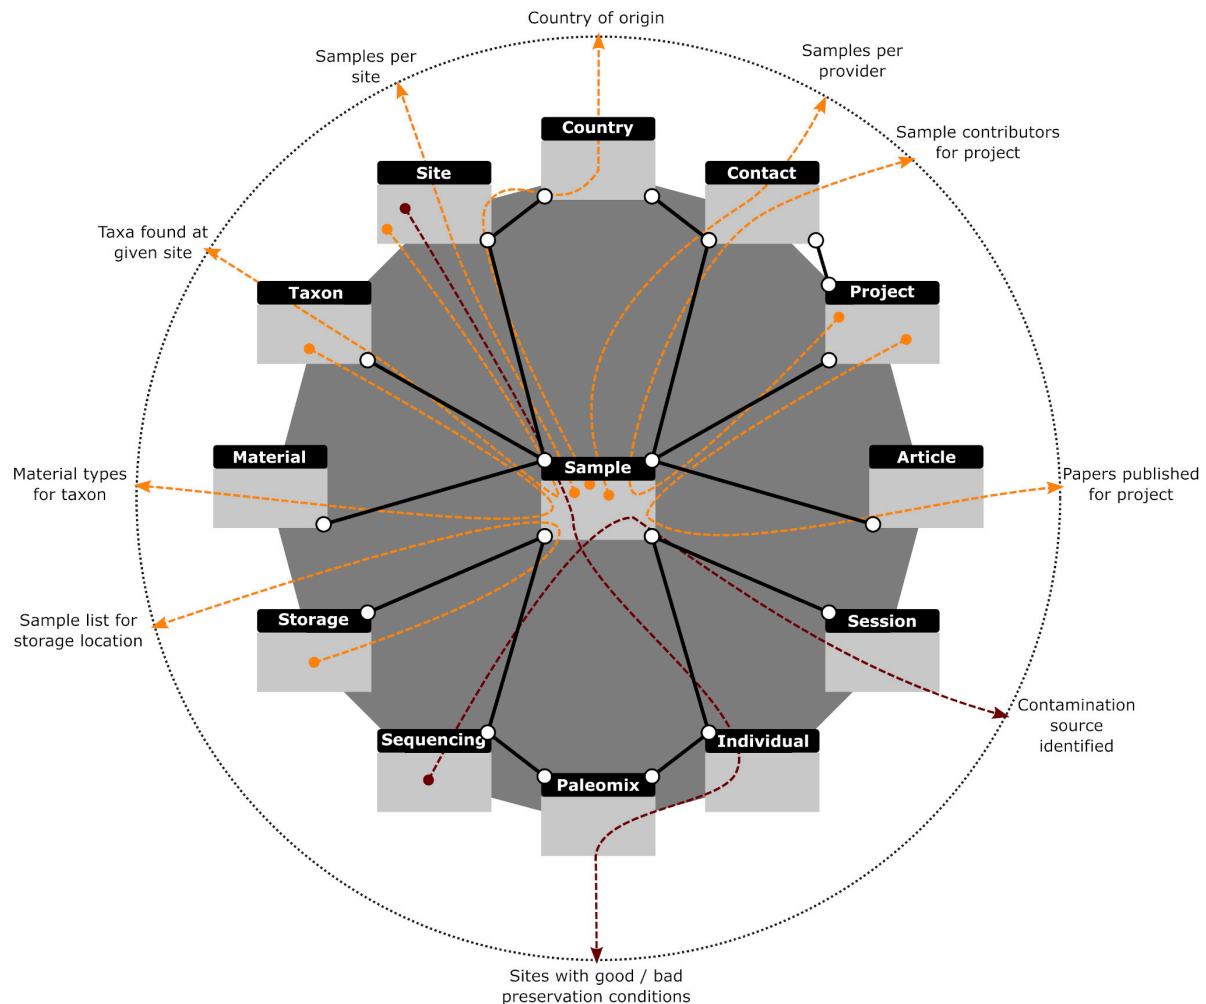 Country of origin
Samples per
site
Samples per
provider
Sample contributors
for project
Country
Site
Contact
Taxa found at
given site
Taxon
Project
Material
Sample
Article
Material types
for taxon
Papers published
for project
Sample list for
storage location
Storage
Session
Contamination
source
identified
Sequencing
Individual
Paleomix
Sites with good / bad
preservation conditions